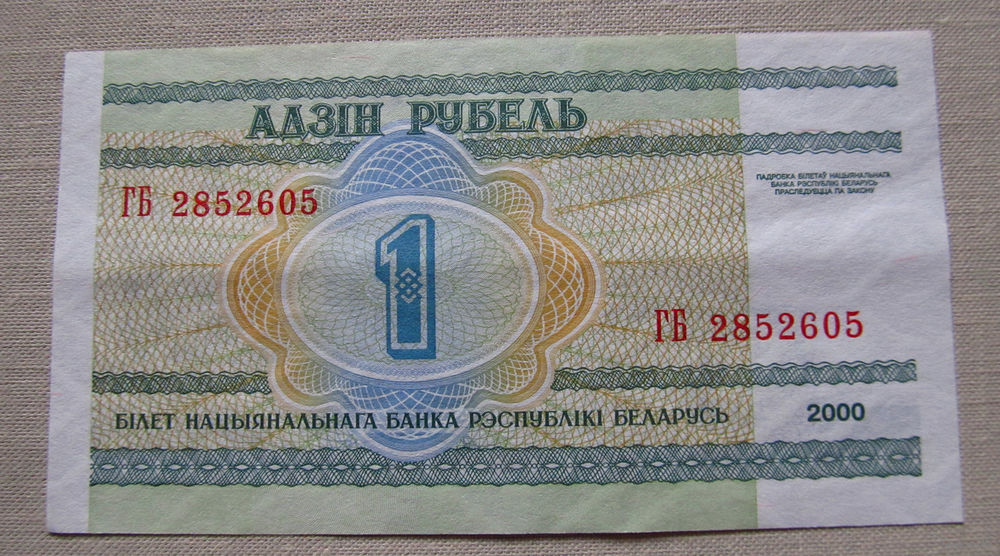 АДЗІН РУБЕЛЬ
ПАДРОБКА БІЛЕТАЎ НАЦЫЯНАЛЬНАГА
БАНКА РЭСПУБЛІКІ БЕЛАРУСЬ
ПРАСЛЕДУЕЦЦА ПА ЗАКОНУ
ГБ 2852605
1
ГБ 2852605
БІЛЕТ НАЦЫЯНАЛЬНАГА БАНКА РЭСПУБЛІКІ БЕЛАРУСЬ
2000